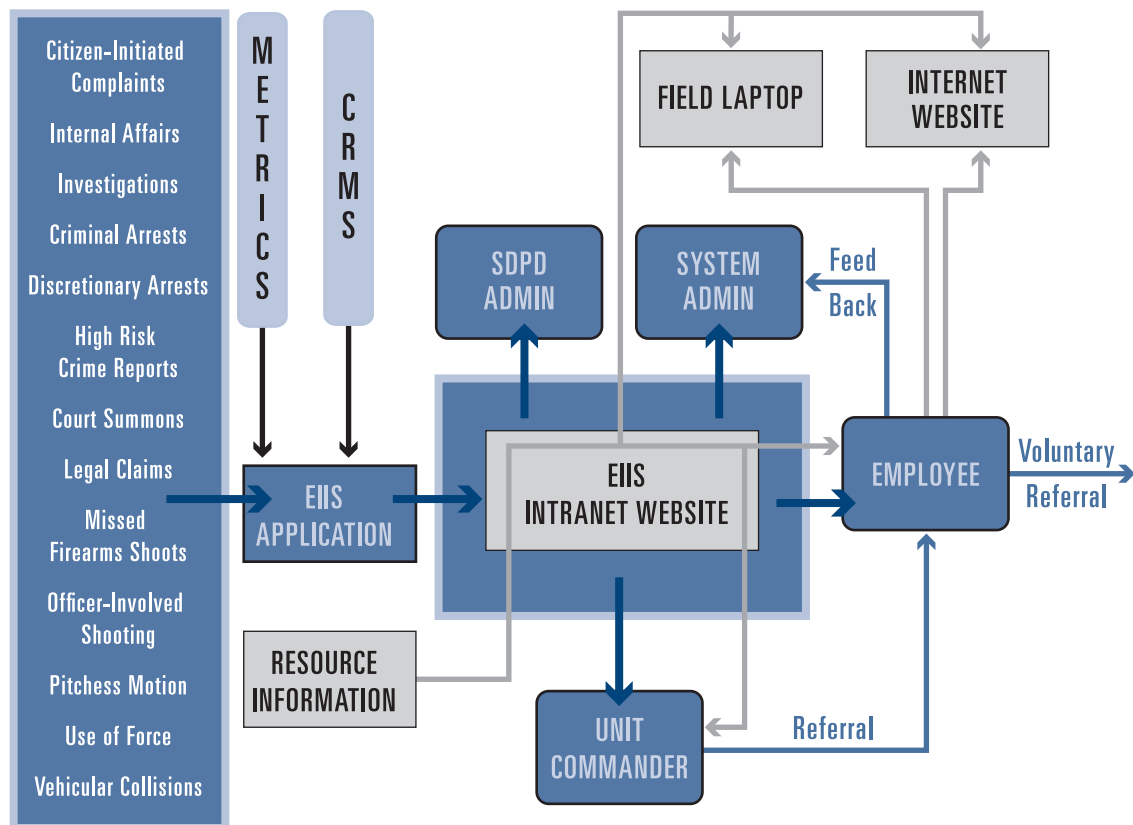 Citizen-Initiated
Complaints
Internal Affairs
Investigations
Criminal Arrests
Discretionary Arrests
High Risk
Crime Reports
Court Summons
Legal Claims
Missed
Firearms Shoots
Officer-Involved
Shooting
Pitchess Motion
Use of Force
Vehicular Collisions
METRICS
CRMS
EIIS
APPLICATION
RESOURCE
INFORMATION
SDPD
ADMIN
SYSTEM
ADMIN
EIIS
INTRANET WEBSITE
UNIT
COMMANDER
FIELD LAPTOP
INTERNET
WEBSITE
Feed
Back
EMPLOYEE
Voluntary
Referral
Referral